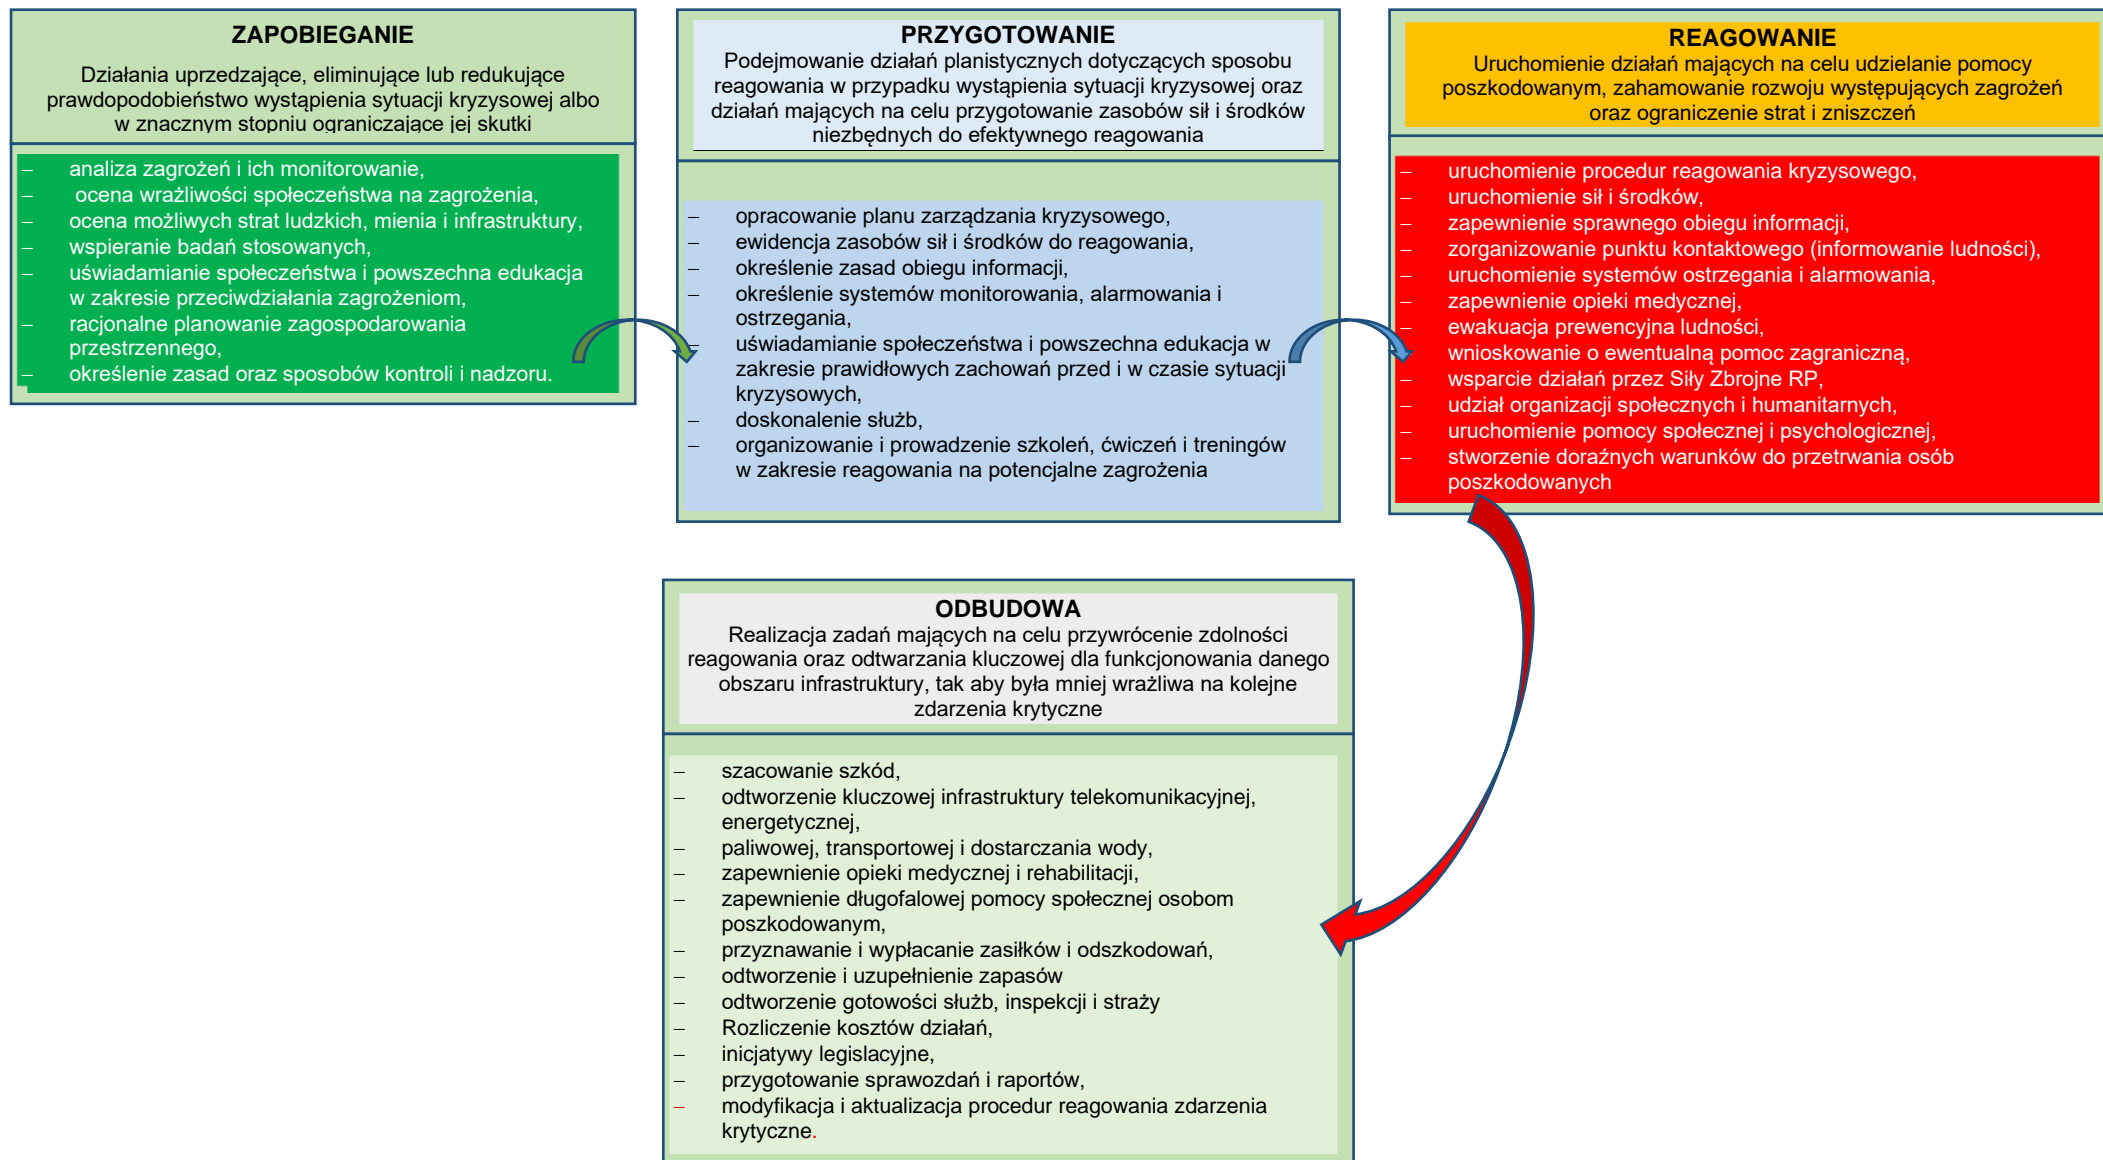 ZAPOBIEGANIE
Działania uprzedzające, eliminujące lub redukujące
prawdopodobieństwo wystąpienia sytuacji kryzysowej albo
w znacznym stopniu ograniczające jej skutki
– analiza zagrożeń i ich monitorowanie,
– ocena wrażliwości społeczeństwa na zagrożenia,
– ocena możliwych strat ludzkich, mienia i infrastruktury,
– wspieranie badań stosowanych,
– uświadamianie społeczeństwa i powszechna edukacja
w zakresie przeciwdziałania zagrożeniom,
– racjonalne planowanie zagospodarowania
przestrzennego,
– określenie zasad oraz sposobów kontroli i nadzoru.
PRZYGOTOWANIE
Podejmowanie działań planistycznych dotyczących sposobu
reagowania w przypadku wystąpienia sytuacji kryzysowej oraz
działań mających na celu przygotowanie zasobów sił i środków
niezbędnych do efektywnego reagowania
– opracowanie planu zarządzania kryzysowego,
– ewidencja zasobów sił i środków do reagowania,
– określenie zasad obiegu informacji,
– określenie systemów monitorowania, alarmowania i
ostrzegania,
– uświadamianie społeczeństwa i powszechna edukacja w
zakresie prawidłowych zachowań przed i w czasie sytuacji
kryzysowych,
– doskonalenie służb,
– organizowanie i prowadzenie szkoleń, ćwiczeń i treningów
w zakresie reagowania na potencjalne zagrożenia
REAGOWANIE
Uruchomienie działań mających na celu udzielanie pomocy
poszkodowanym, zahamowanie rozwoju występujących zagrożeń
oraz ograniczenie strat i zniszczeń
– uruchomienie procedur reagowania kryzysowego,
– uruchomienie sił i środków,
– zapewnienie sprawnego obiegu informacji,
– zorganizowanie punktu kontaktowego (informowanie ludności),
– uruchomienie systemów ostrzegania i alarmowania,
– zapewnienie opieki medycznej,
– ewakuacja prewencyjna ludności,
– wnioskowanie o ewentualną pomoc zagraniczną,
– wsparcie działań przez Siły Zbrojne RP,
– udział organizacji społecznych i humanitarnych,
– uruchomienie pomocy społecznej i psychologicznej,
– stworzenie doraźnych warunków do przetrwania osób
poszkodowanych
ODBUDOWA
Realizacja zadań mających na celu przywrócenie zdolności
reagowania oraz odtwarzania kluczowej dla funkcjonowania danego
obszaru infrastruktury, tak aby była mniej wrażliwa na kolejne
zdarzenia krytyczne
– szacowanie szkód,
– odtworzenie kluczowej infrastruktury telekomunikacyjnej,
energetycznej,
– paliwowej, transportowej i dostarczania wody,
– zapewnienie opieki medycznej i rehabilitacji,
– zapewnienie długofalowej pomocy społecznej osobom
poszkodowanym,
– przyznawanie i wypłacanie zasiłków i odszkodowań,
– odtworzenie i uzupełnienie zapasów
– odtworzenie gotowości służb, inspekcji i straży
– Rozliczenie kosztów działań,
– inicjatywy legislacyjne,
– przygotowanie sprawozdań i raportów,
– modyfikacja i aktualizacja procedur reagowania zdarzenia
krytyczne.